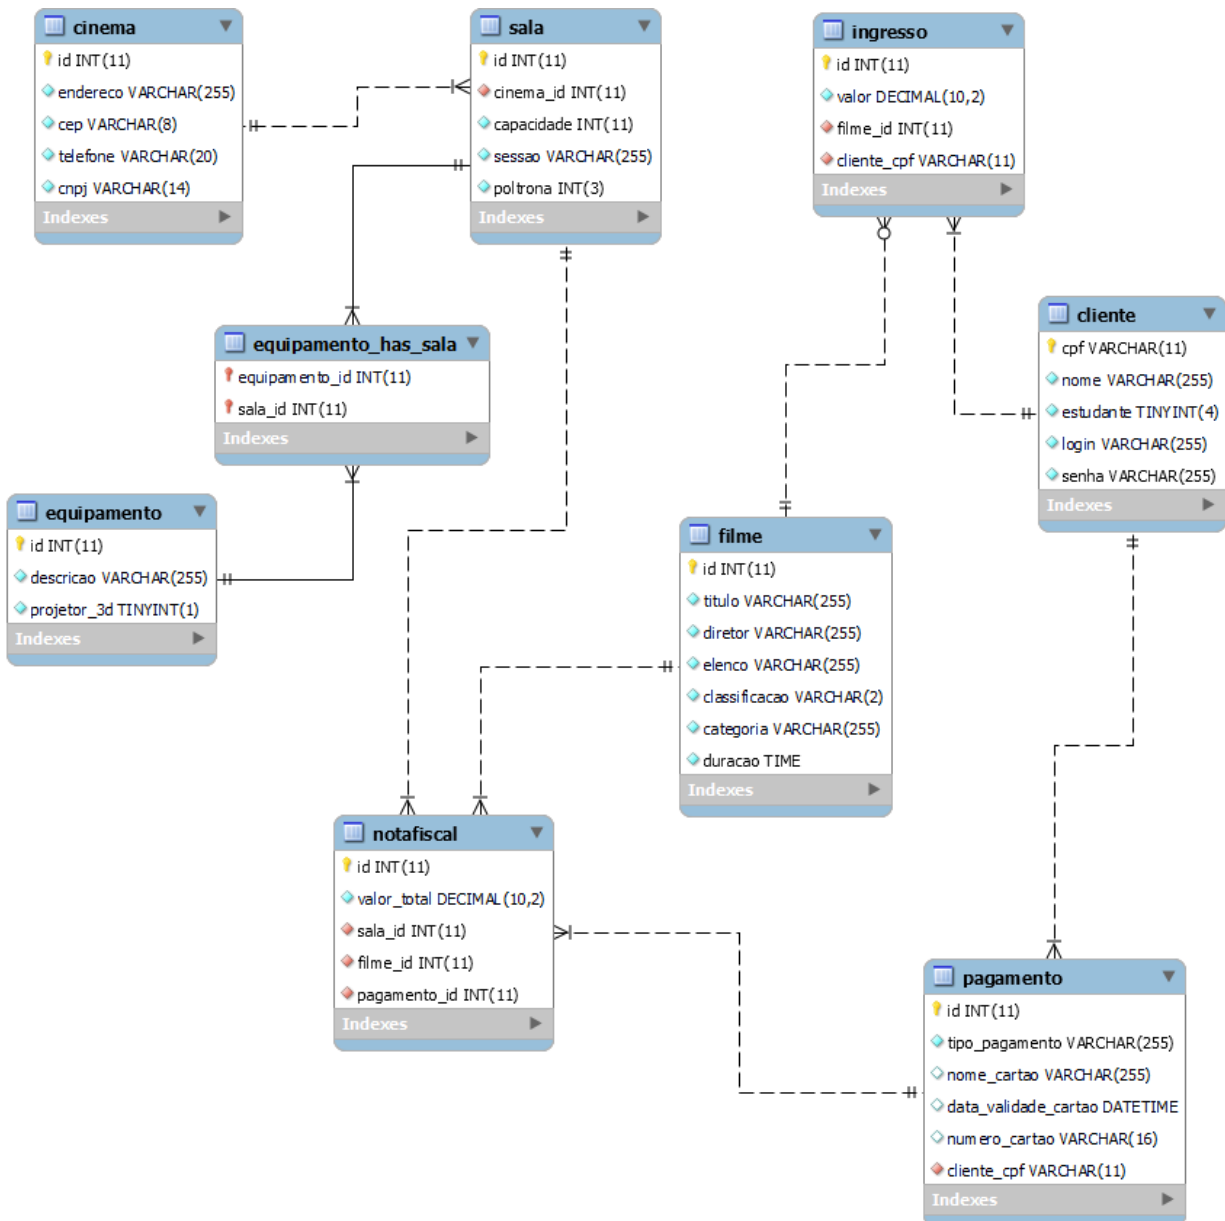 cinema
id INT(11)
endereco VARCHAR(255)
cep VARCHAR(8)
telefone VARCHAR(20)
cnpj VARCHAR(14)
Indexes
sala
id INT(11)
cinema_id INT(11)
capacidade INT(11)
sessao VARCHAR(255)
poltrona INT(3)
Indexes
ingresso
id INT(11)
valor DECIMAL(10,2)
filme_id INT(11)
cliente_cpf VARCHAR(11)
Indexes
equipamento_has_sala
equipamento_id INT(11)
sala_id INT(11)
Indexes
cliente
cpf VARCHAR(11)
nome VARCHAR(255)
estudante TINYINT(4)
login VARCHAR(255)
senha VARCHAR(255)
Indexes
equipamento
id INT(11)
descricao VARCHAR(255)
projetor_3d TINYINT(1)
Indexes
filme
id INT(11)
titulo VARCHAR(255)
diretor VARCHAR(255)
elenco VARCHAR(255)
classificacao VARCHAR(2)
categoria VARCHAR(255)
duracao TIME
Indexes
notafiscal
id INT(11)
valor_total DECIMAL(10,2)
sala_id INT(11)
filme_id INT(11)
pagamento_id INT(11)
Indexes
pagamento
id INT(11)
tipo_pagamento VARCHAR(255)
nome_cartao VARCHAR(255)
data_validade_cartao DATETIME
numero_cartao VARCHAR(16)
cliente_cpf VARCHAR(11)
Indexes